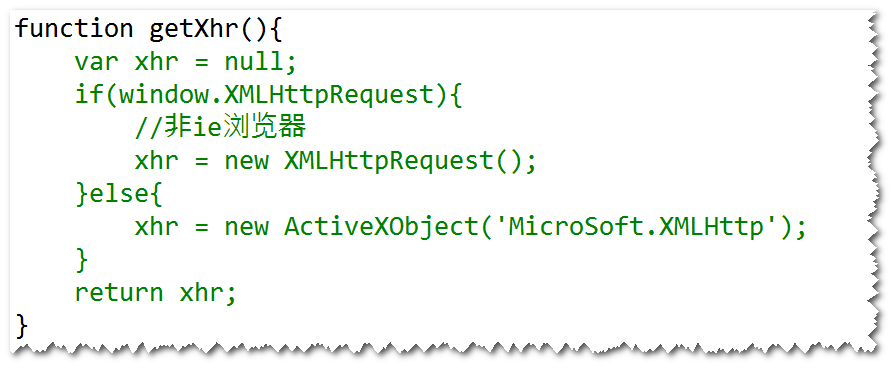 function getXhr(){
    var xhr = null;
    if(window.XMLHttpRequest){
        //非ie浏览器
        xhr = new XMLHttpRequest();
    }else{
        xhr = new ActiveXObject('MicroSoft.XMLHttp');
    }
    return xhr;
}